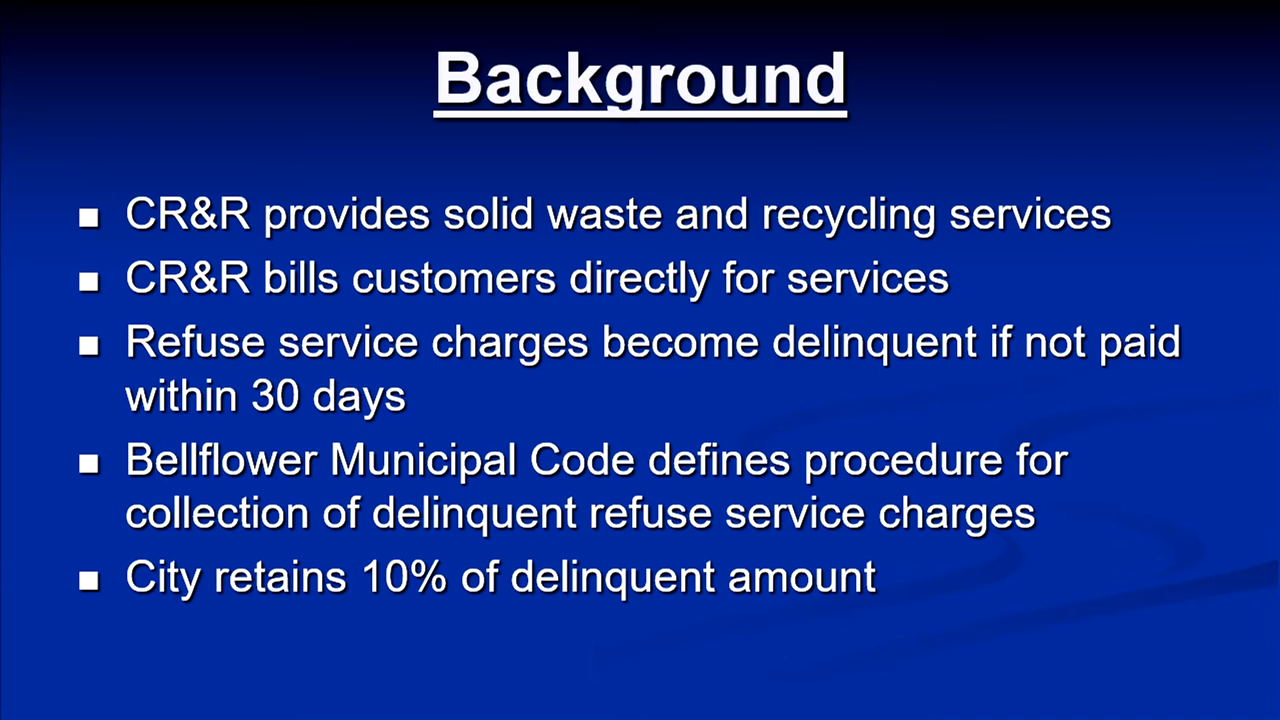 Background
CR&R provides solid waste and recycling services
CR&R bills customers directly for services
Refuse service charges become delinquent if not paid
within 30 days
Bellflower Municipal Code defines procedure for
collection of delinquent refuse service charges
City retains 10% of delinquent amount